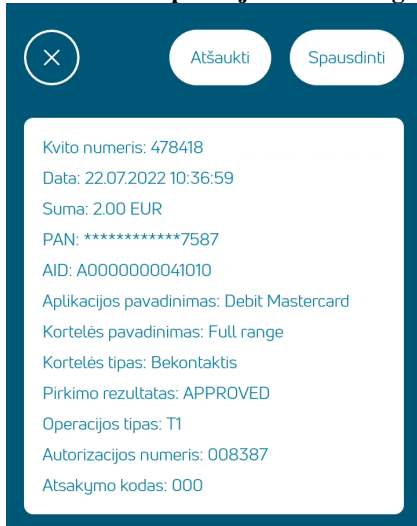 Atšaukti
Spausdinti
Kvito numeris: 478418
Data: 22.07.2022 10:36:59
Suma: 2.00 EUR
PAN: ************7587
AID: A0000000041010
Aplikacijos pavadinimas: Debit Mastercard
Kortelės pavadinimas: Full range
Kortelės tipas: Bekontaktis
Pirkimo rezultatas: APPROVED
Operacijos tipas: T1
Autorizacijos numeris: 008387
Atsakymo kodas: 000